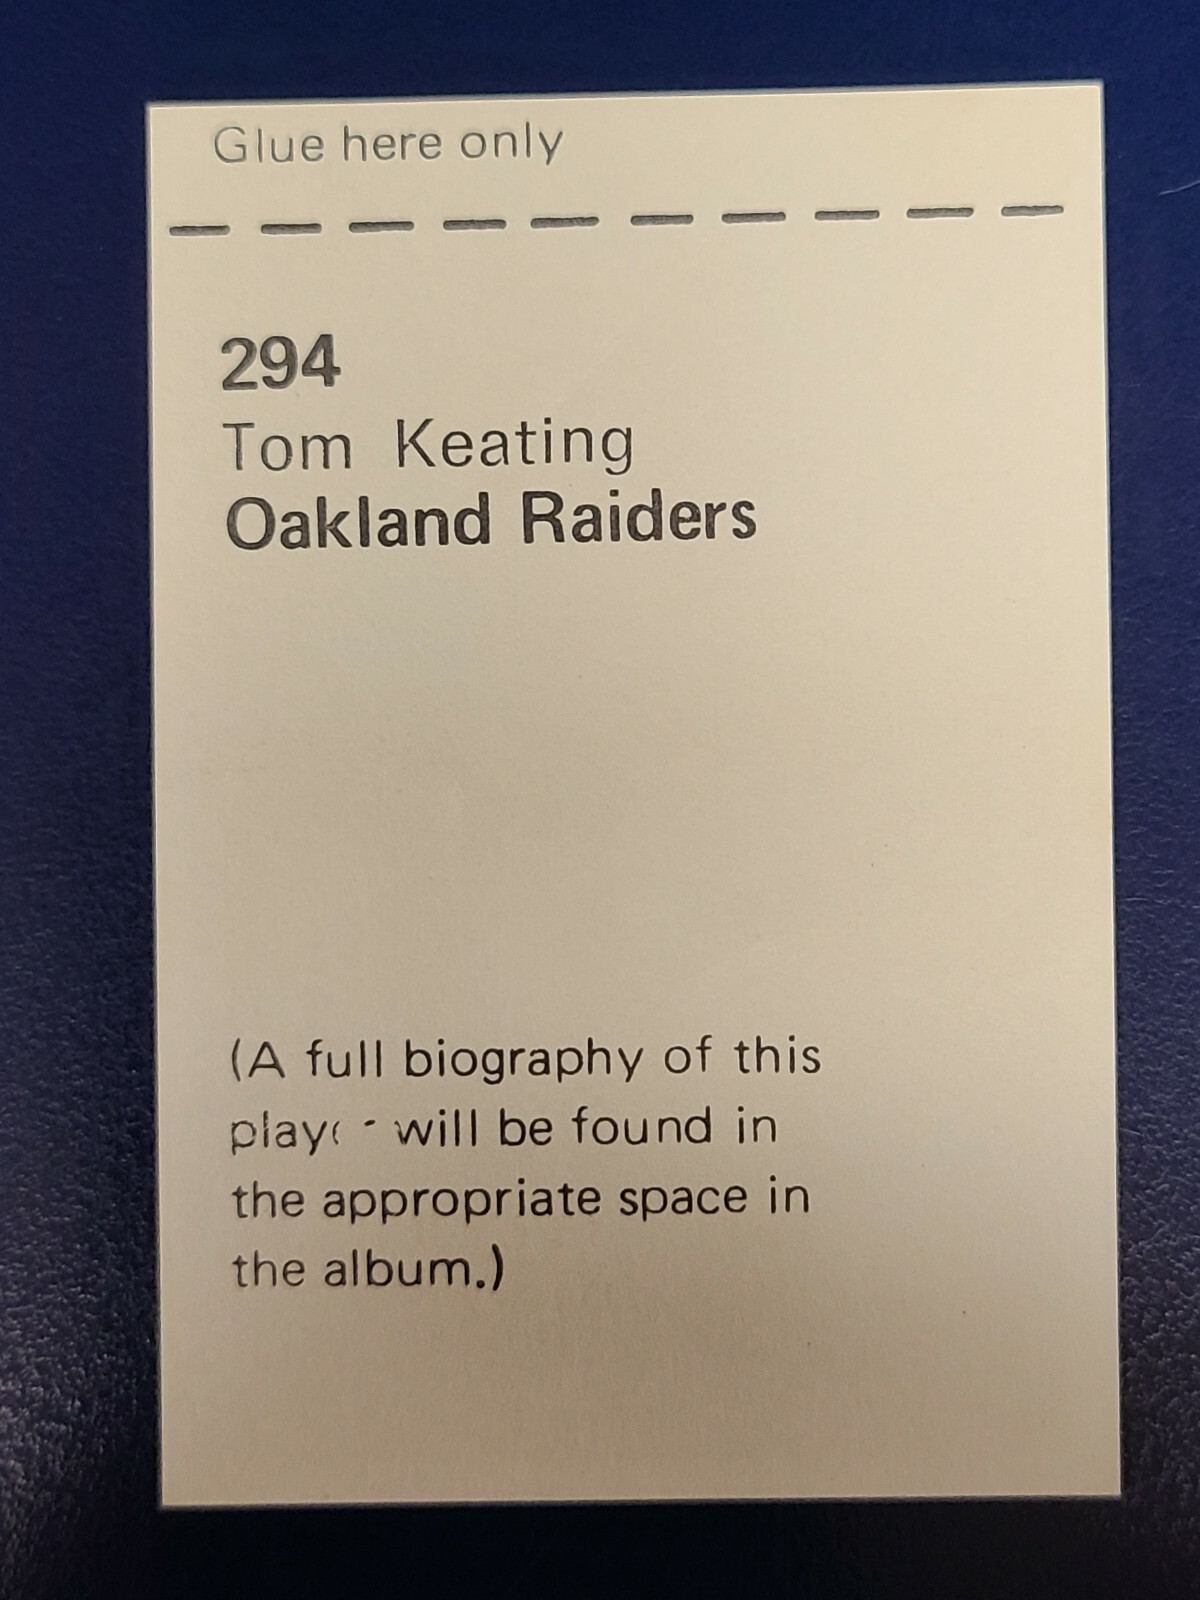 Glue here only
294
Tom Keating
Oakland Raiders
(A full biography of this
will be found in
the appropriate space in
the album.)